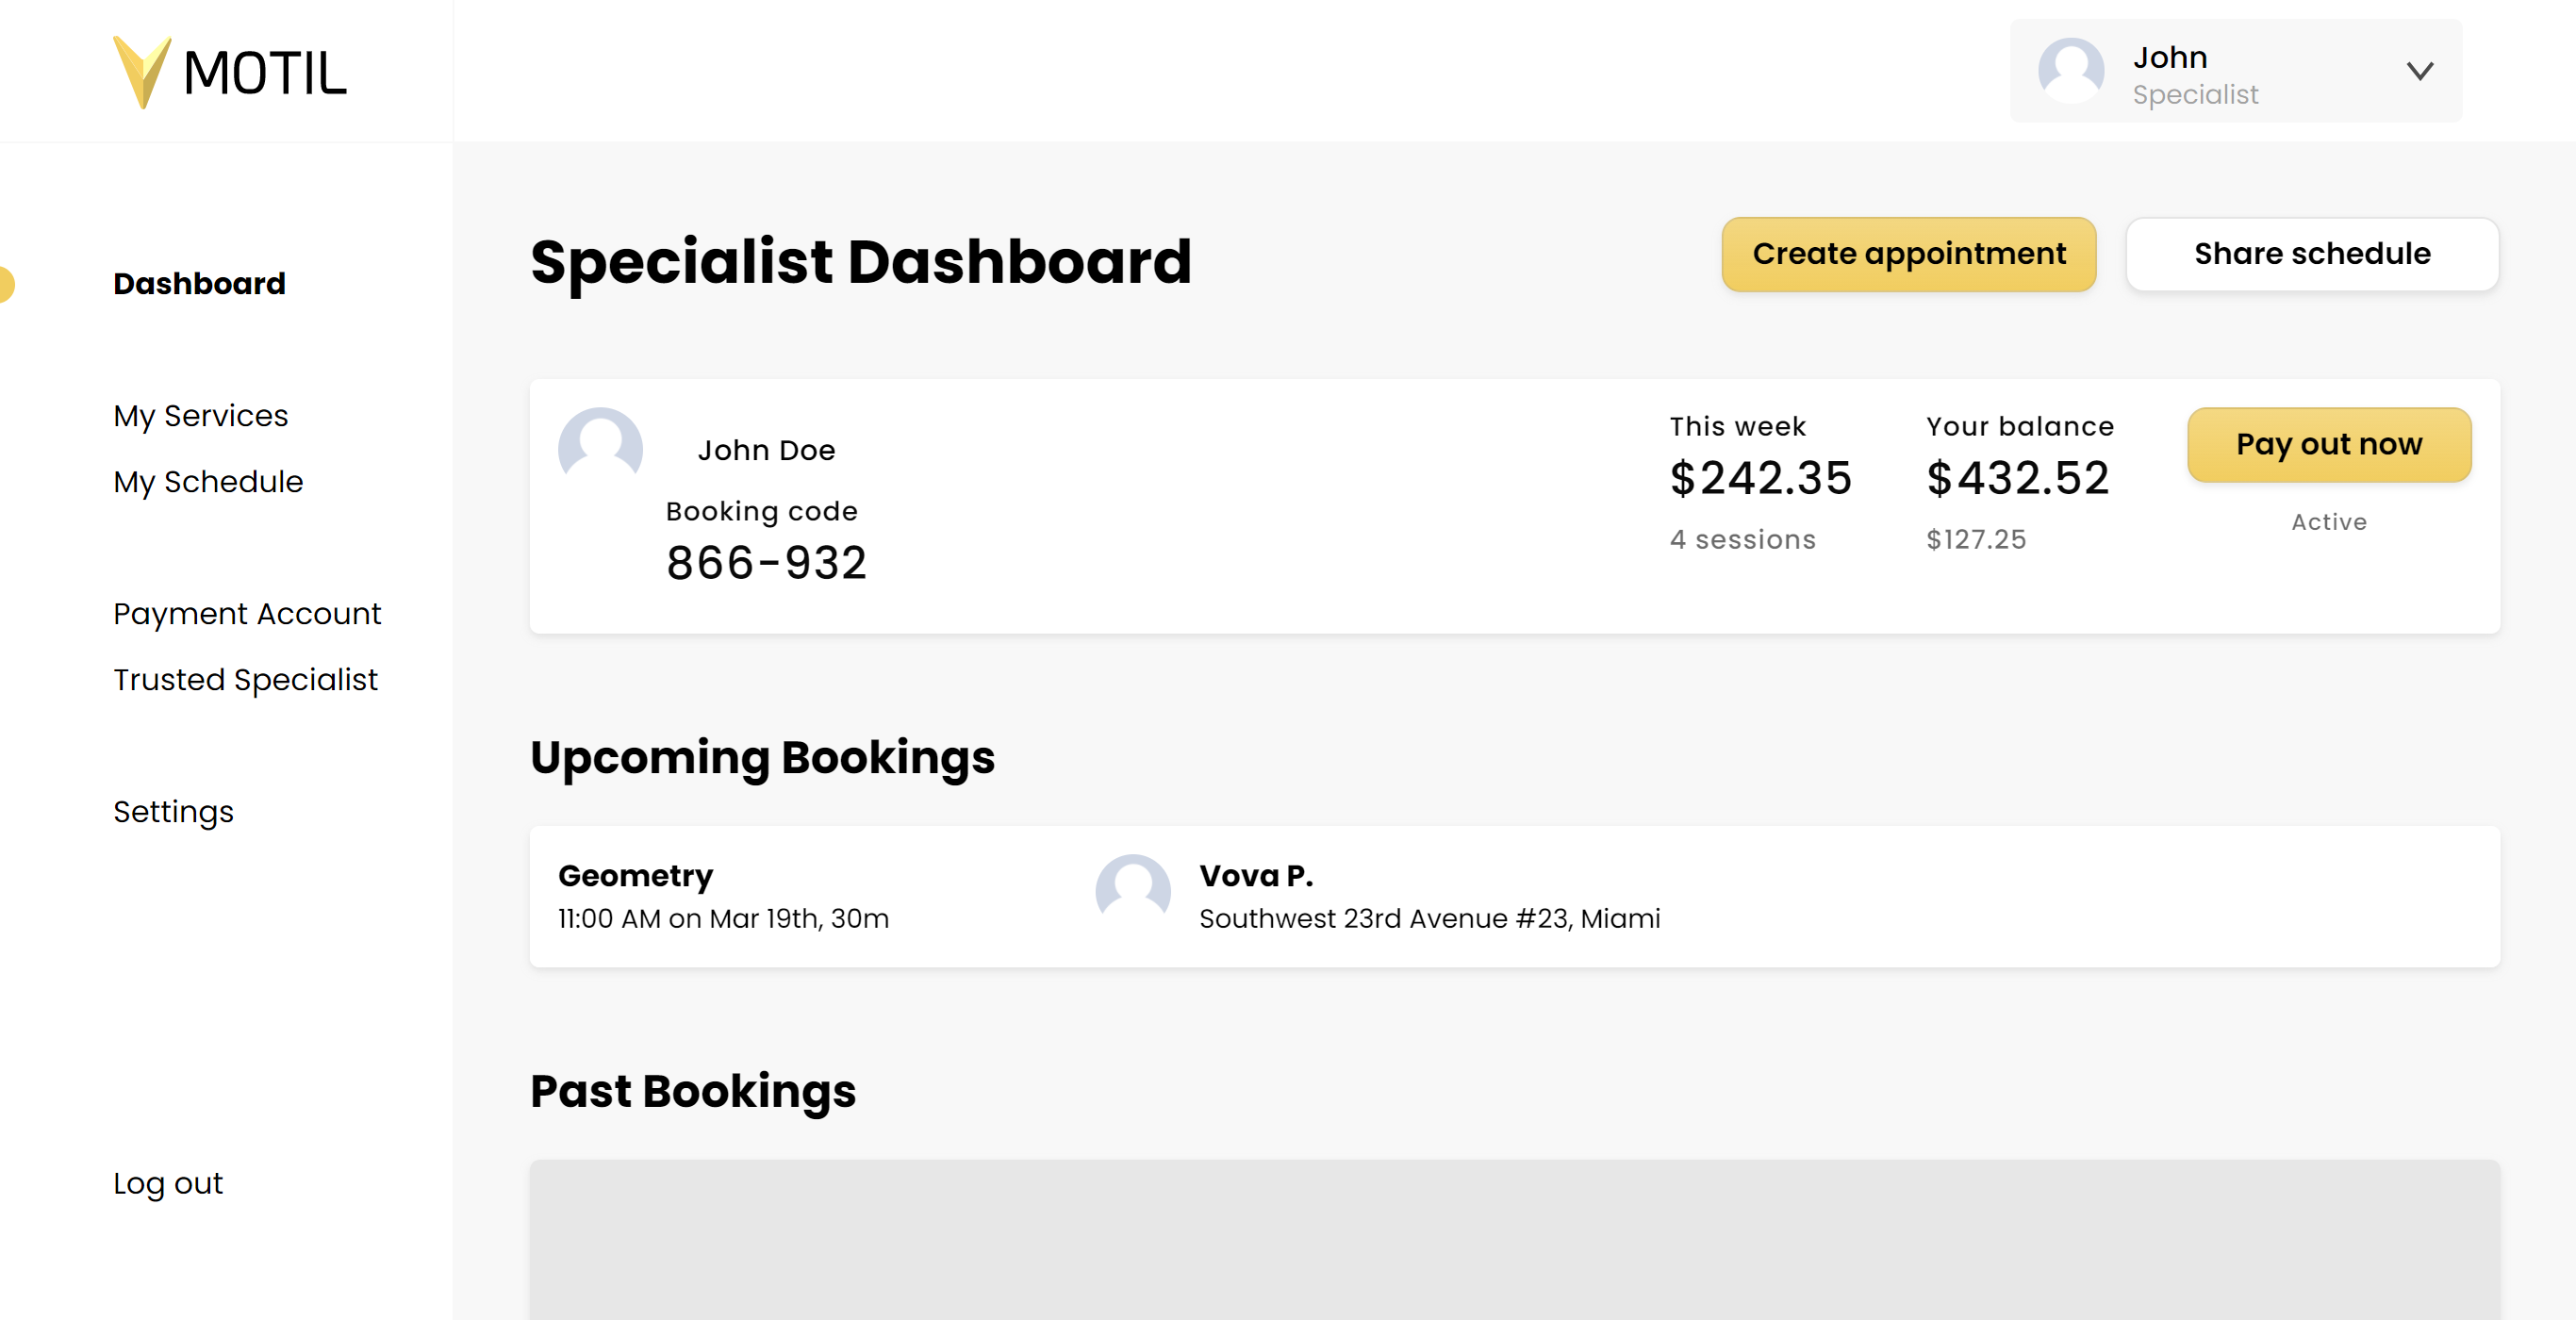 MOTIL
John
Specialist
Dashboard
My Services
My Schedule
Payment Account
Trusted Specialist
Settings
Log out
Specialist Dashboard
Create appointment
Share schedule
John Doe
Booking code
866-932
This week
$242.35
4 sessions
Your balance
$432.52
$127.25
Pay out now
Active
Upcoming Bookings
Geometry
11:00 AM on Mar 19th, 30m
Vova P.
Southwest 23rd Avenue #23, Miami
Past Bookings